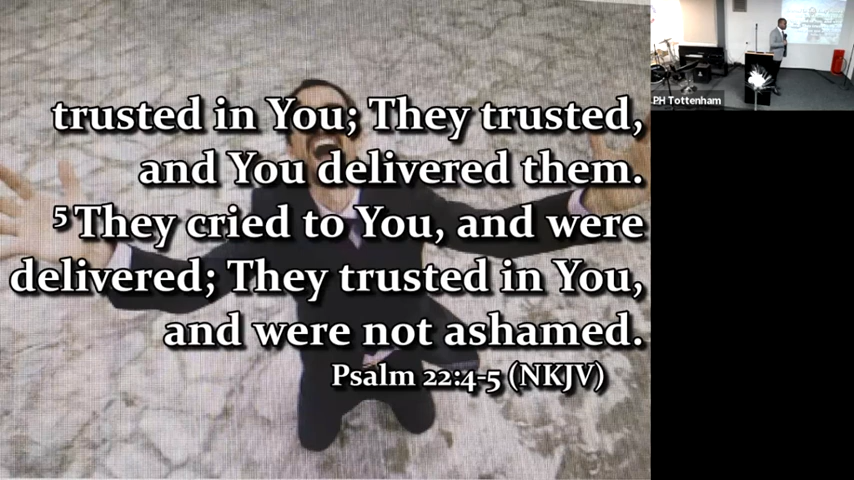 trusted in You; They trusted,
and You delivered them.
5 They cried to You, and were
delivered; They trusted in You,
and were not ashamed.
Psalm 22:4-5 (NKJV)
PH Tottenham